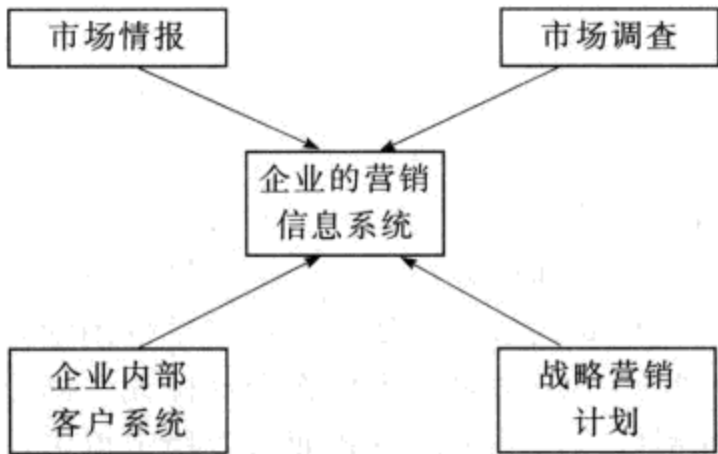 市场情报
市场调查
企业的营销
信息系统
企业内部
客户系统
战略营销
计划